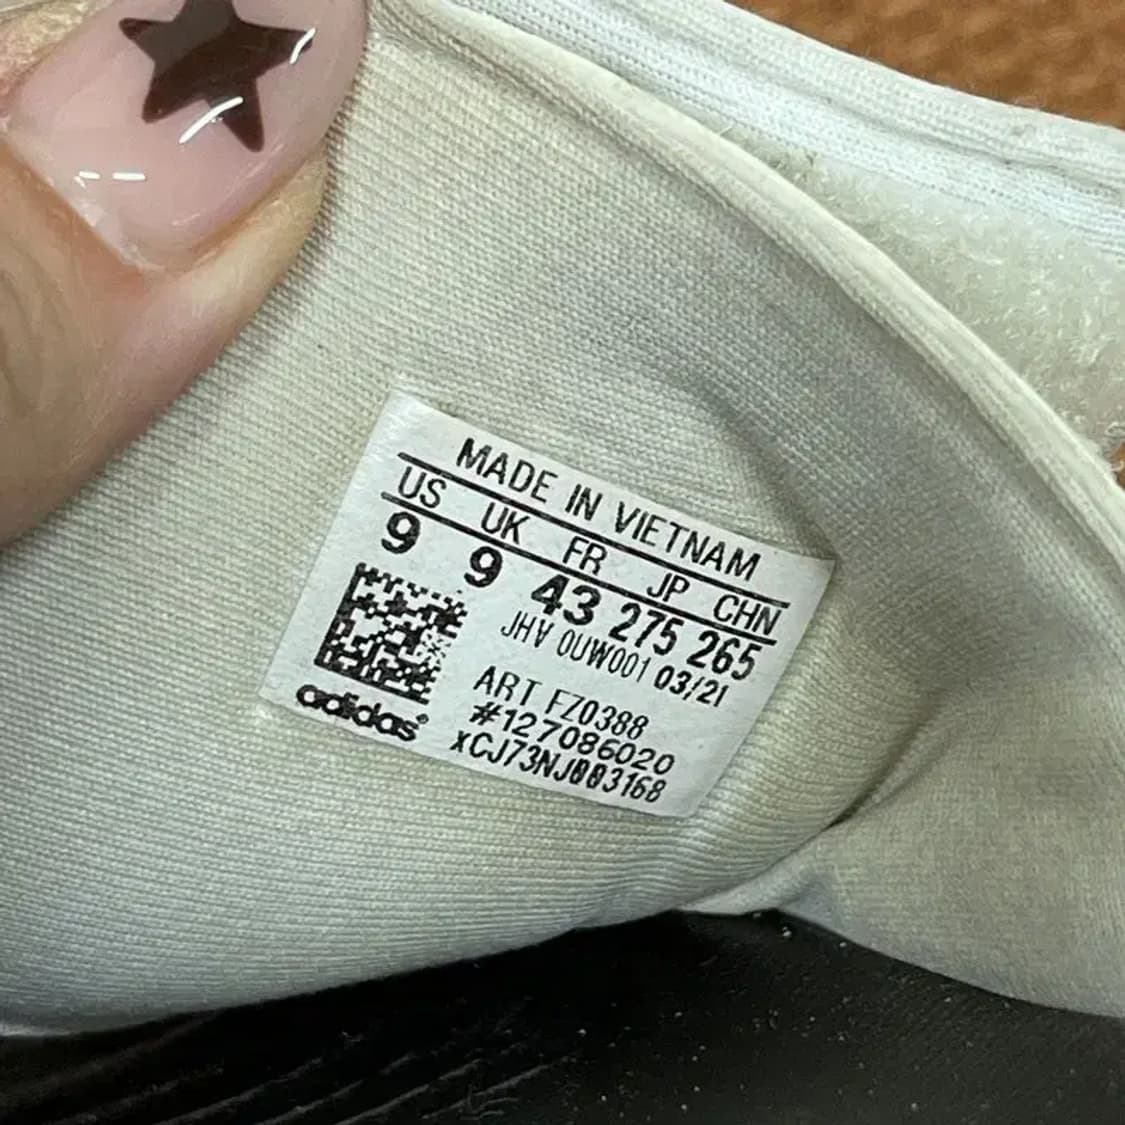 MADE IN VIETNAM
US UK FR JP CHN
9 9 43 275 265
JHV 0UW001 03/21
ART FZ0388
#127086020
xCJ73NJ003168
adidas®